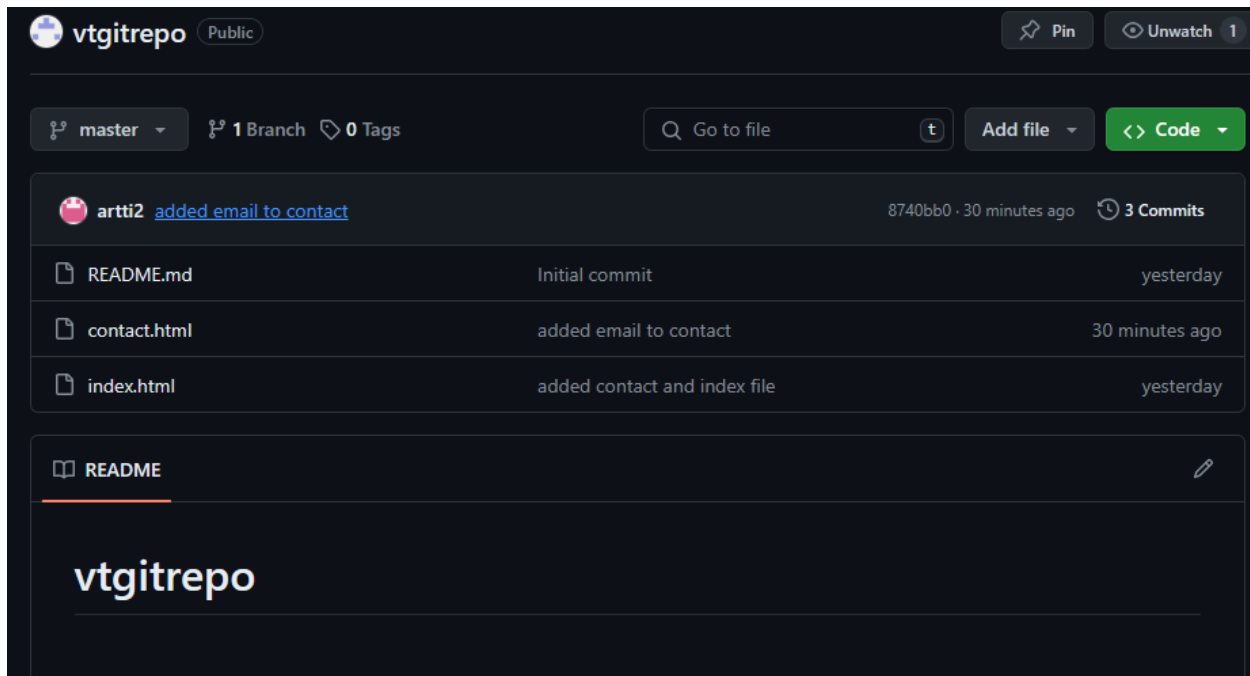 vtgitrepo Public Pin Unwatch 1
master 1 Branch 0 Tags Go to file t Add file Code
artti2 added email to contact 8740bb0 · 30 minutes ago 3 Commits
README.md Initial commit yesterday
contact.html added email to contact 30 minutes ago
index.html added contact and index file yesterday
README
vtgitrepo